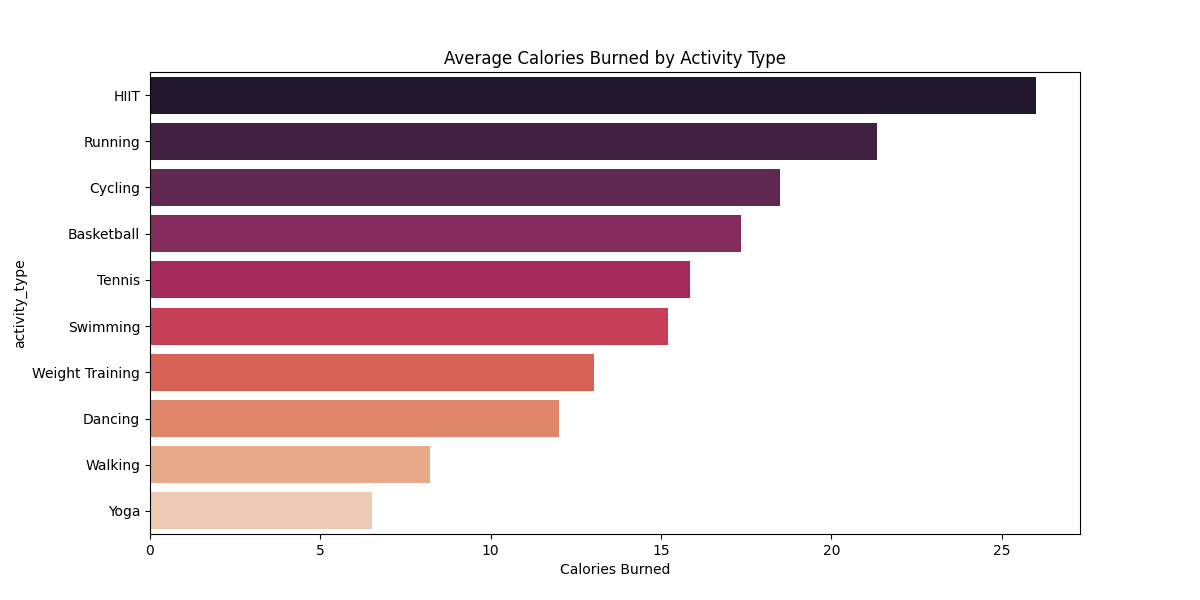 Average Calories Burned by Activity Type
activity_type
HIIT
Running
Cycling
Basketball
Tennis
Swimming
Weight Training
Dancing
Walking
Yoga
0 5 10 15 20 25
Calories Burned